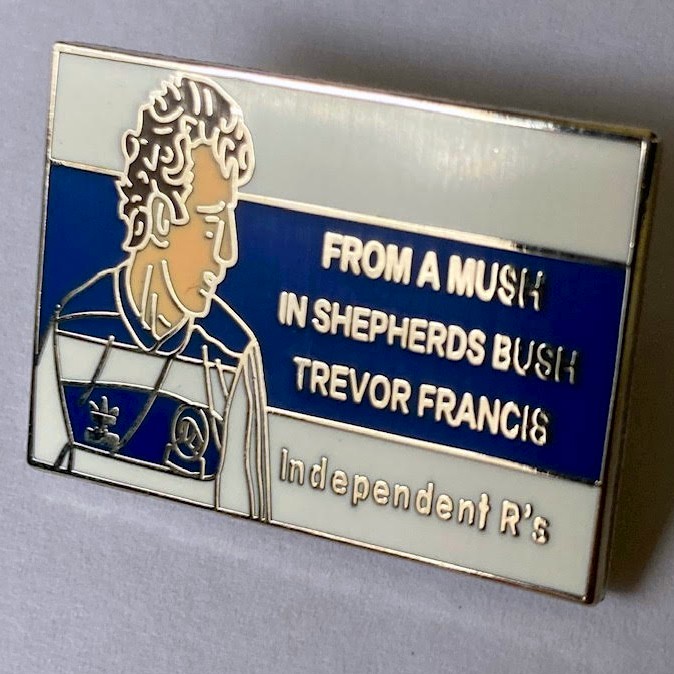 FROM A MUSH
IN SHEPHERDS BUSH
TREVOR FRANCIS
Independent R's